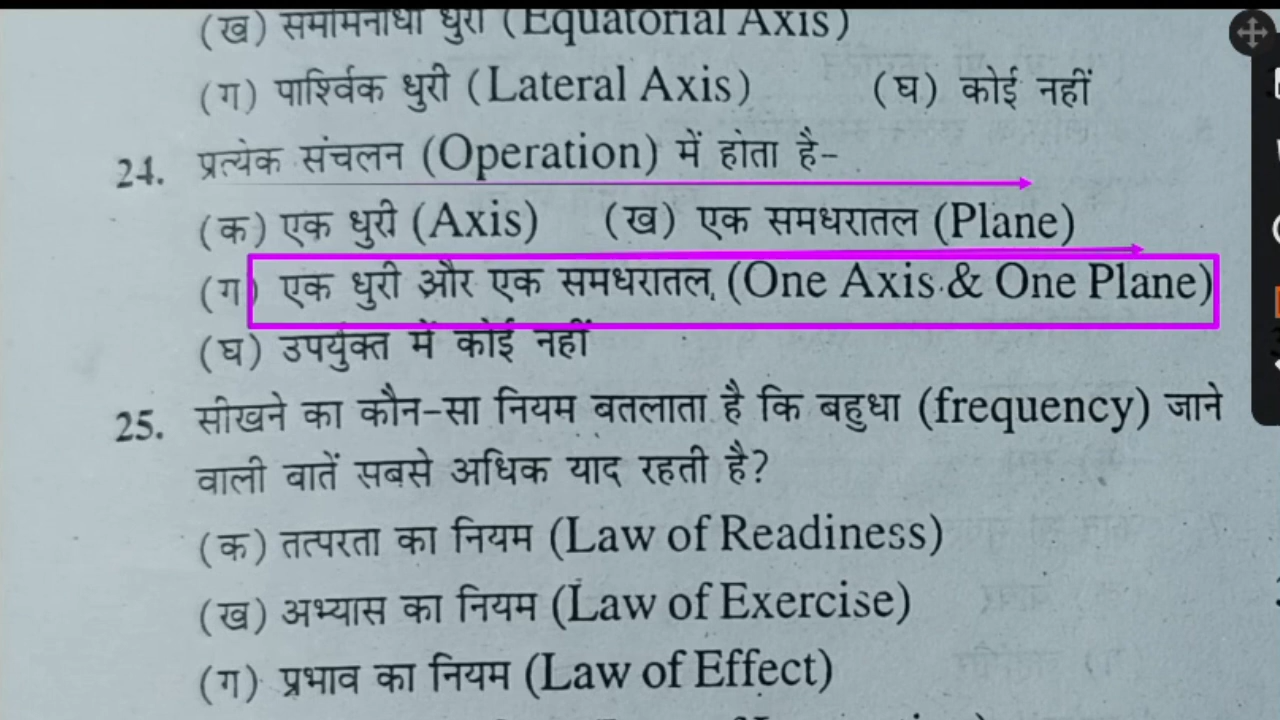 (ख) समामनाधा धुरी (Equatorial Axis)
(ग) पार्श्विक धुरी (Lateral Axis) (घ) कोई नहीं
24. प्रत्येक संचलन (Operation) में होता है-
(क) एक धुरी (Axis) (ख) एक समधरातल (Plane)
(ग) एक धुरी और एक समधरातल (One Axis & One Plane)
(घ) उपर्युक्त में कोई नहीं
25. सीखने का कौन-सा नियम बतलाता है कि बहुधा (frequency) जाने
वाली बातें सबसे अधिक याद रहती है?
(क) तत्परता का नियम (Law of Readiness)
(ख) अभ्यास का नियम (Law of Exercise)
(ग) प्रभाव का नियम (Law of Effect)